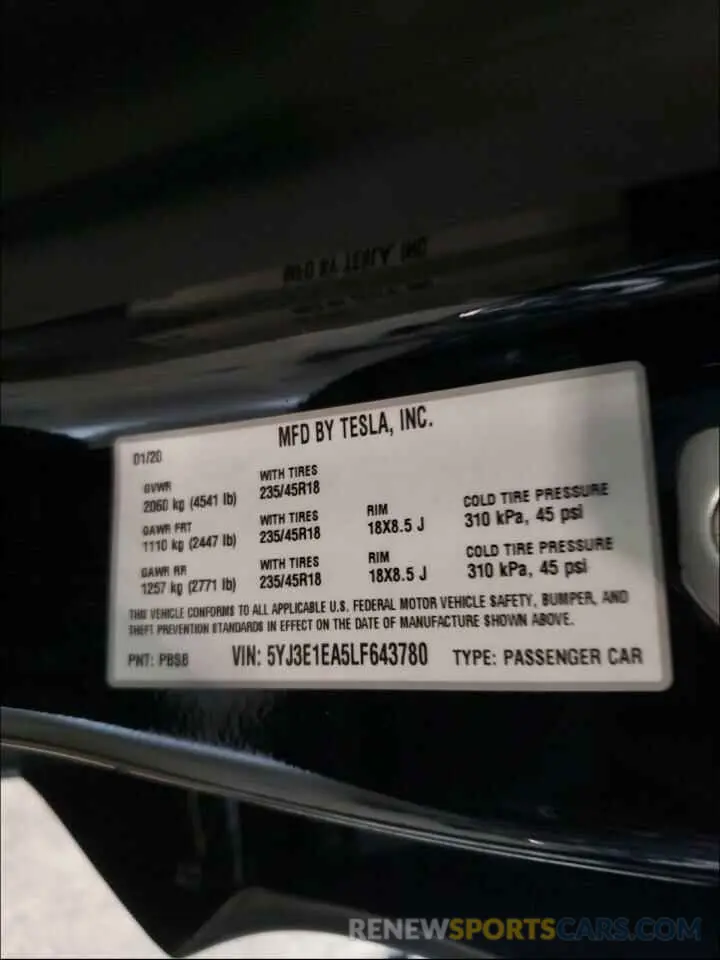 MFD BY TESLA, INC.
01/20
GVWR
2060 kg (4541 lb)
WITH TIRES
235/45R18
GAWR FRT
1110 kg (2447 lb)
WITH TIRES
235/45R18
RIM
18X8.5 J
COLD TIRE PRESSURE
310 kPa, 45 psi
GAWR RR
1257 kg (2771 lb)
WITH TIRES
235/45R18
RIM
18X8.5 J
COLD TIRE PRESSURE
310 kPa, 45 psi
THIS VEHICLE CONFORMS TO ALL APPLICABLE U.S. FEDERAL MOTOR VEHICLE SAFETY, BUMPER, AND
THEFT PREVENTION STANDARDS IN EFFECT ON THE DATE OF MANUFACTURE SHOWN ABOVE.
PNT: PBSB VIN: 5YJ3E1EA5LF643780 TYPE: PASSENGER CAR
RENEWSPORTSCARS.COM